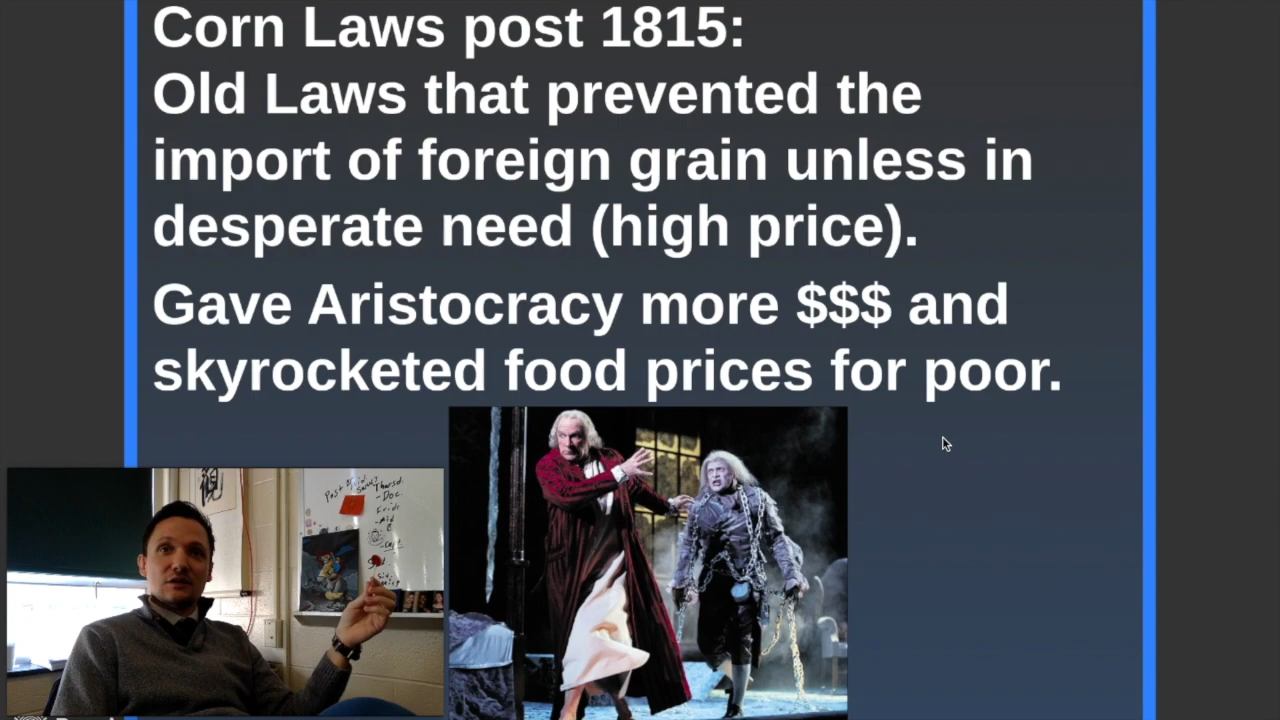 Corn Laws post 1815:
Old Laws that prevented the
import of foreign grain unless in
desperate need (high price).
Gave Aristocracy more $$$ and
skyrocketed food prices for poor.